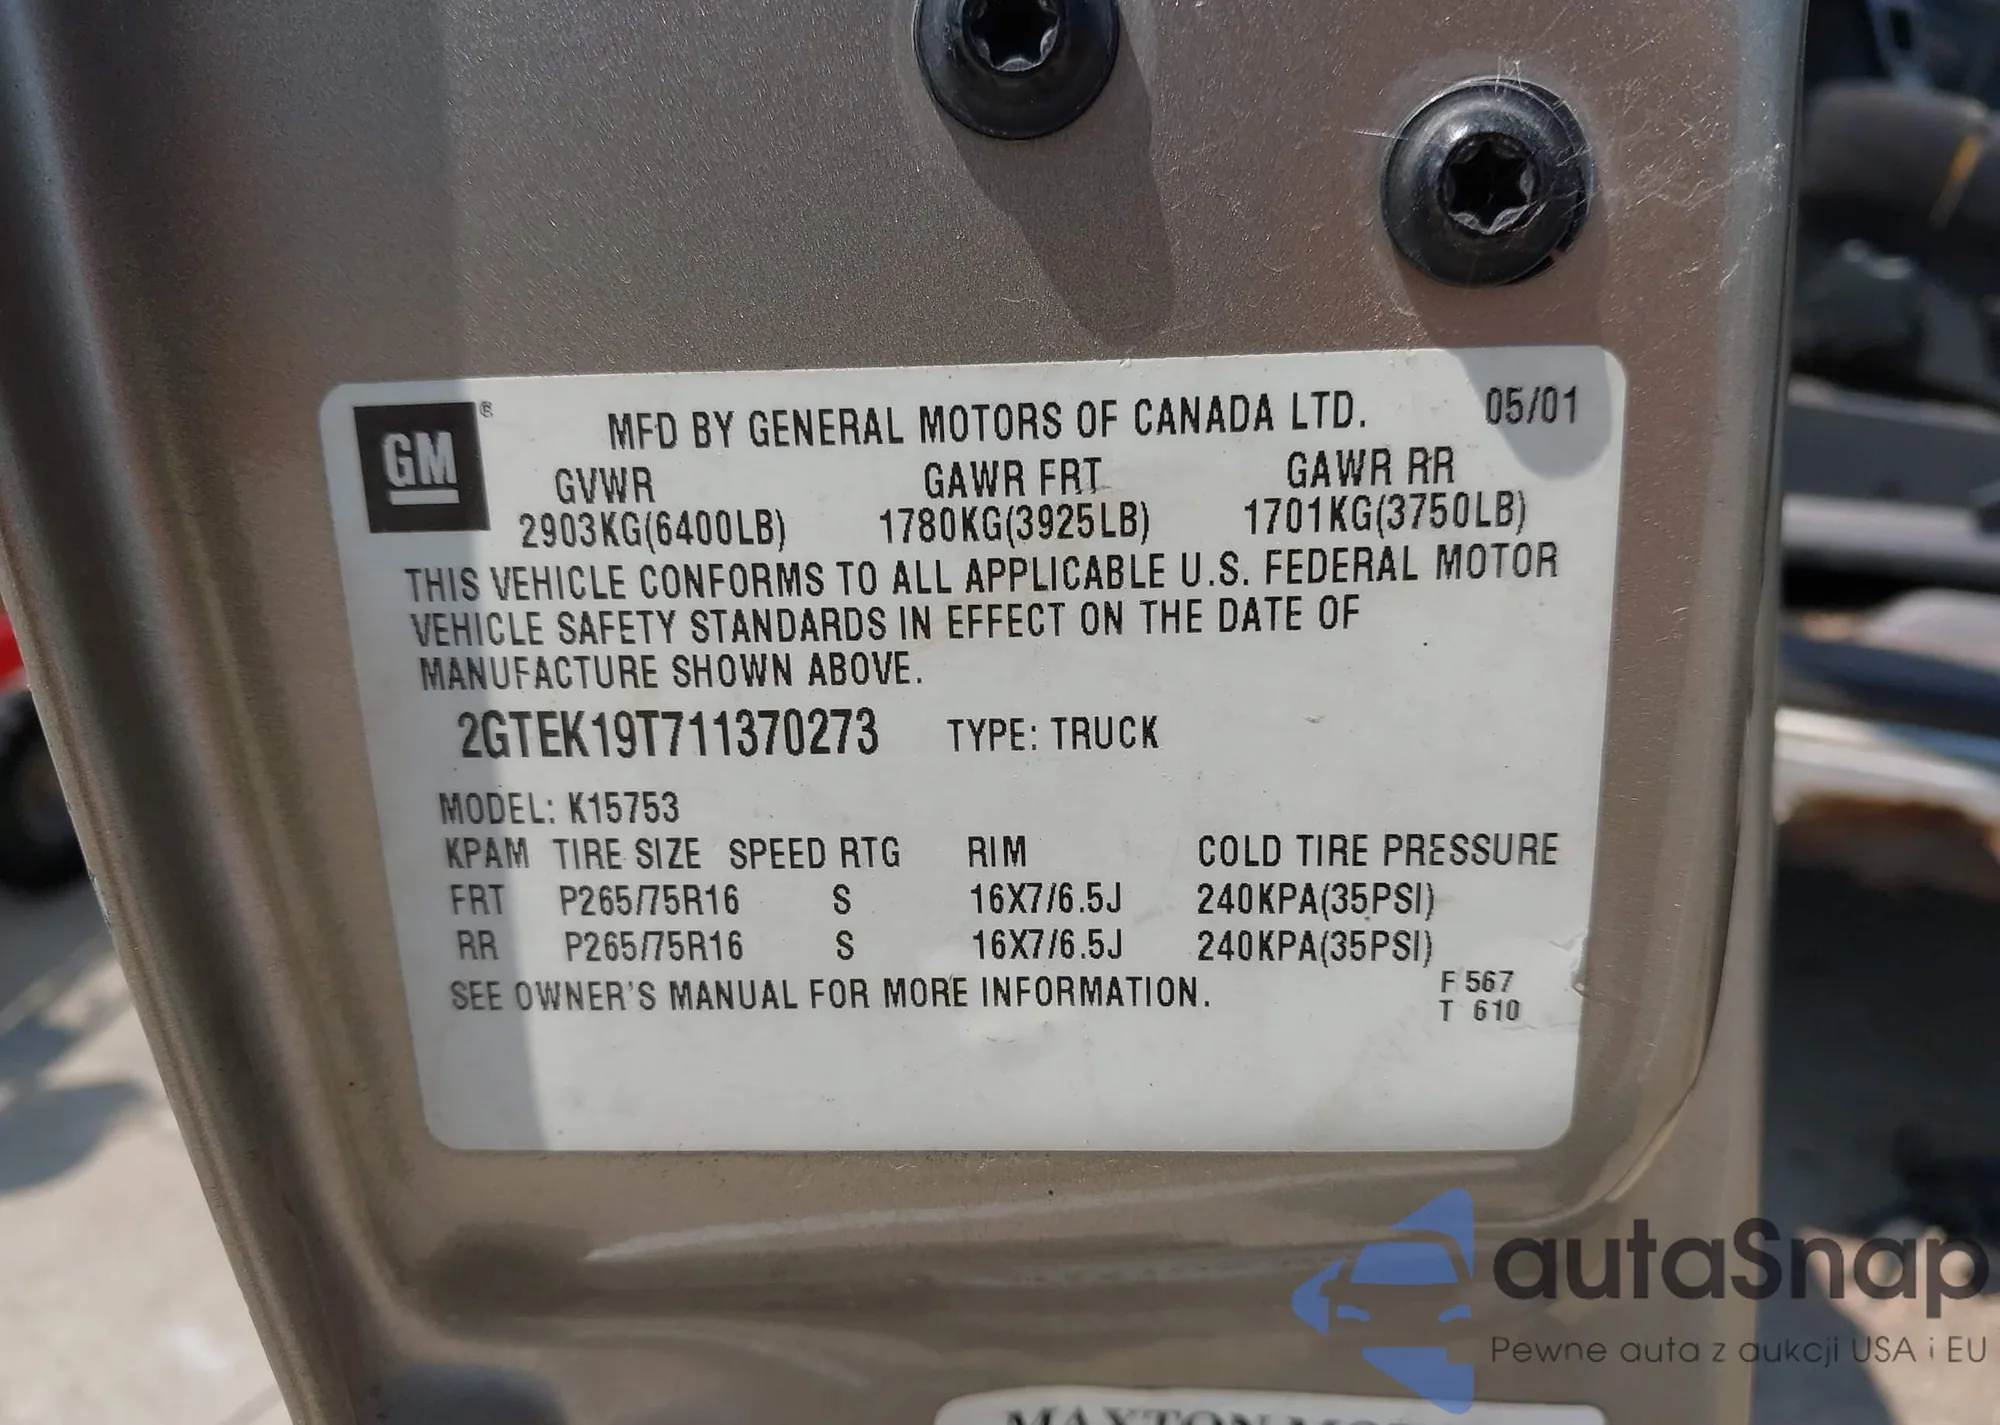 GM®
MFD BY GENERAL MOTORS OF CANADA LTD. 05/01
GVWR GAWR FRT GAWR RR
2903KG(6400LB) 1780KG(3925LB) 1701KG(3750LB)
THIS VEHICLE CONFORMS TO ALL APPLICABLE U.S. FEDERAL MOTOR
VEHICLE SAFETY STANDARDS IN EFFECT ON THE DATE OF
MANUFACTURE SHOWN ABOVE.
2GTEK19T711370273 TYPE: TRUCK
MODEL: K15753
KPAM TIRE SIZE SPEED RTG RIM COLD TIRE PRESSURE
FRT P265/75R16 S 16X7/6.5J 240KPA(35PSI)
RR P265/75R16 S 16X7/6.5J 240KPA(35PSI)
SEE OWNER'S MANUAL FOR MORE INFORMATION.
F 567
T 610
autaSnap
Pewne auta z aukcji USA i EU
MAXTON